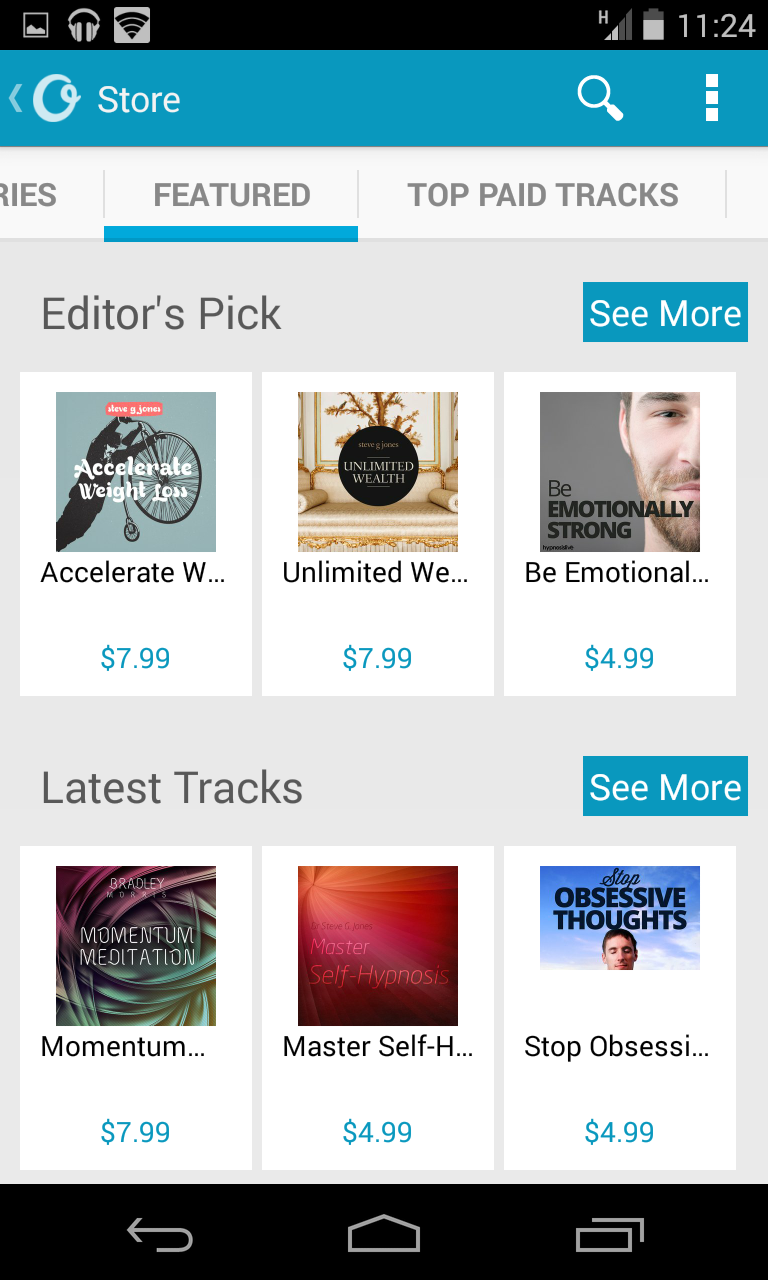 H 11:24
Store
RIES FEATURED TOP PAID TRACKS
Editor's Pick See More
steve g jones
Accelerate
Weight Loss
steve g jones
UNLIMITED
WEALTH
Be
EMOTIONALLY
STRONG
hypnosislive
Accelerate W... Unlimited We... Be Emotional...
$7.99 $7.99 $4.99
Latest Tracks See More
BRADLEY
MORRIS
MOMENTUM
MEDITATION
Dr Steve G. Jones
Master
Self-Hypnosis
Stop
OBSESSIVE
THOUGHTS
Momentum... Master Self-H... Stop Obsessi...
$7.99 $4.99 $4.99